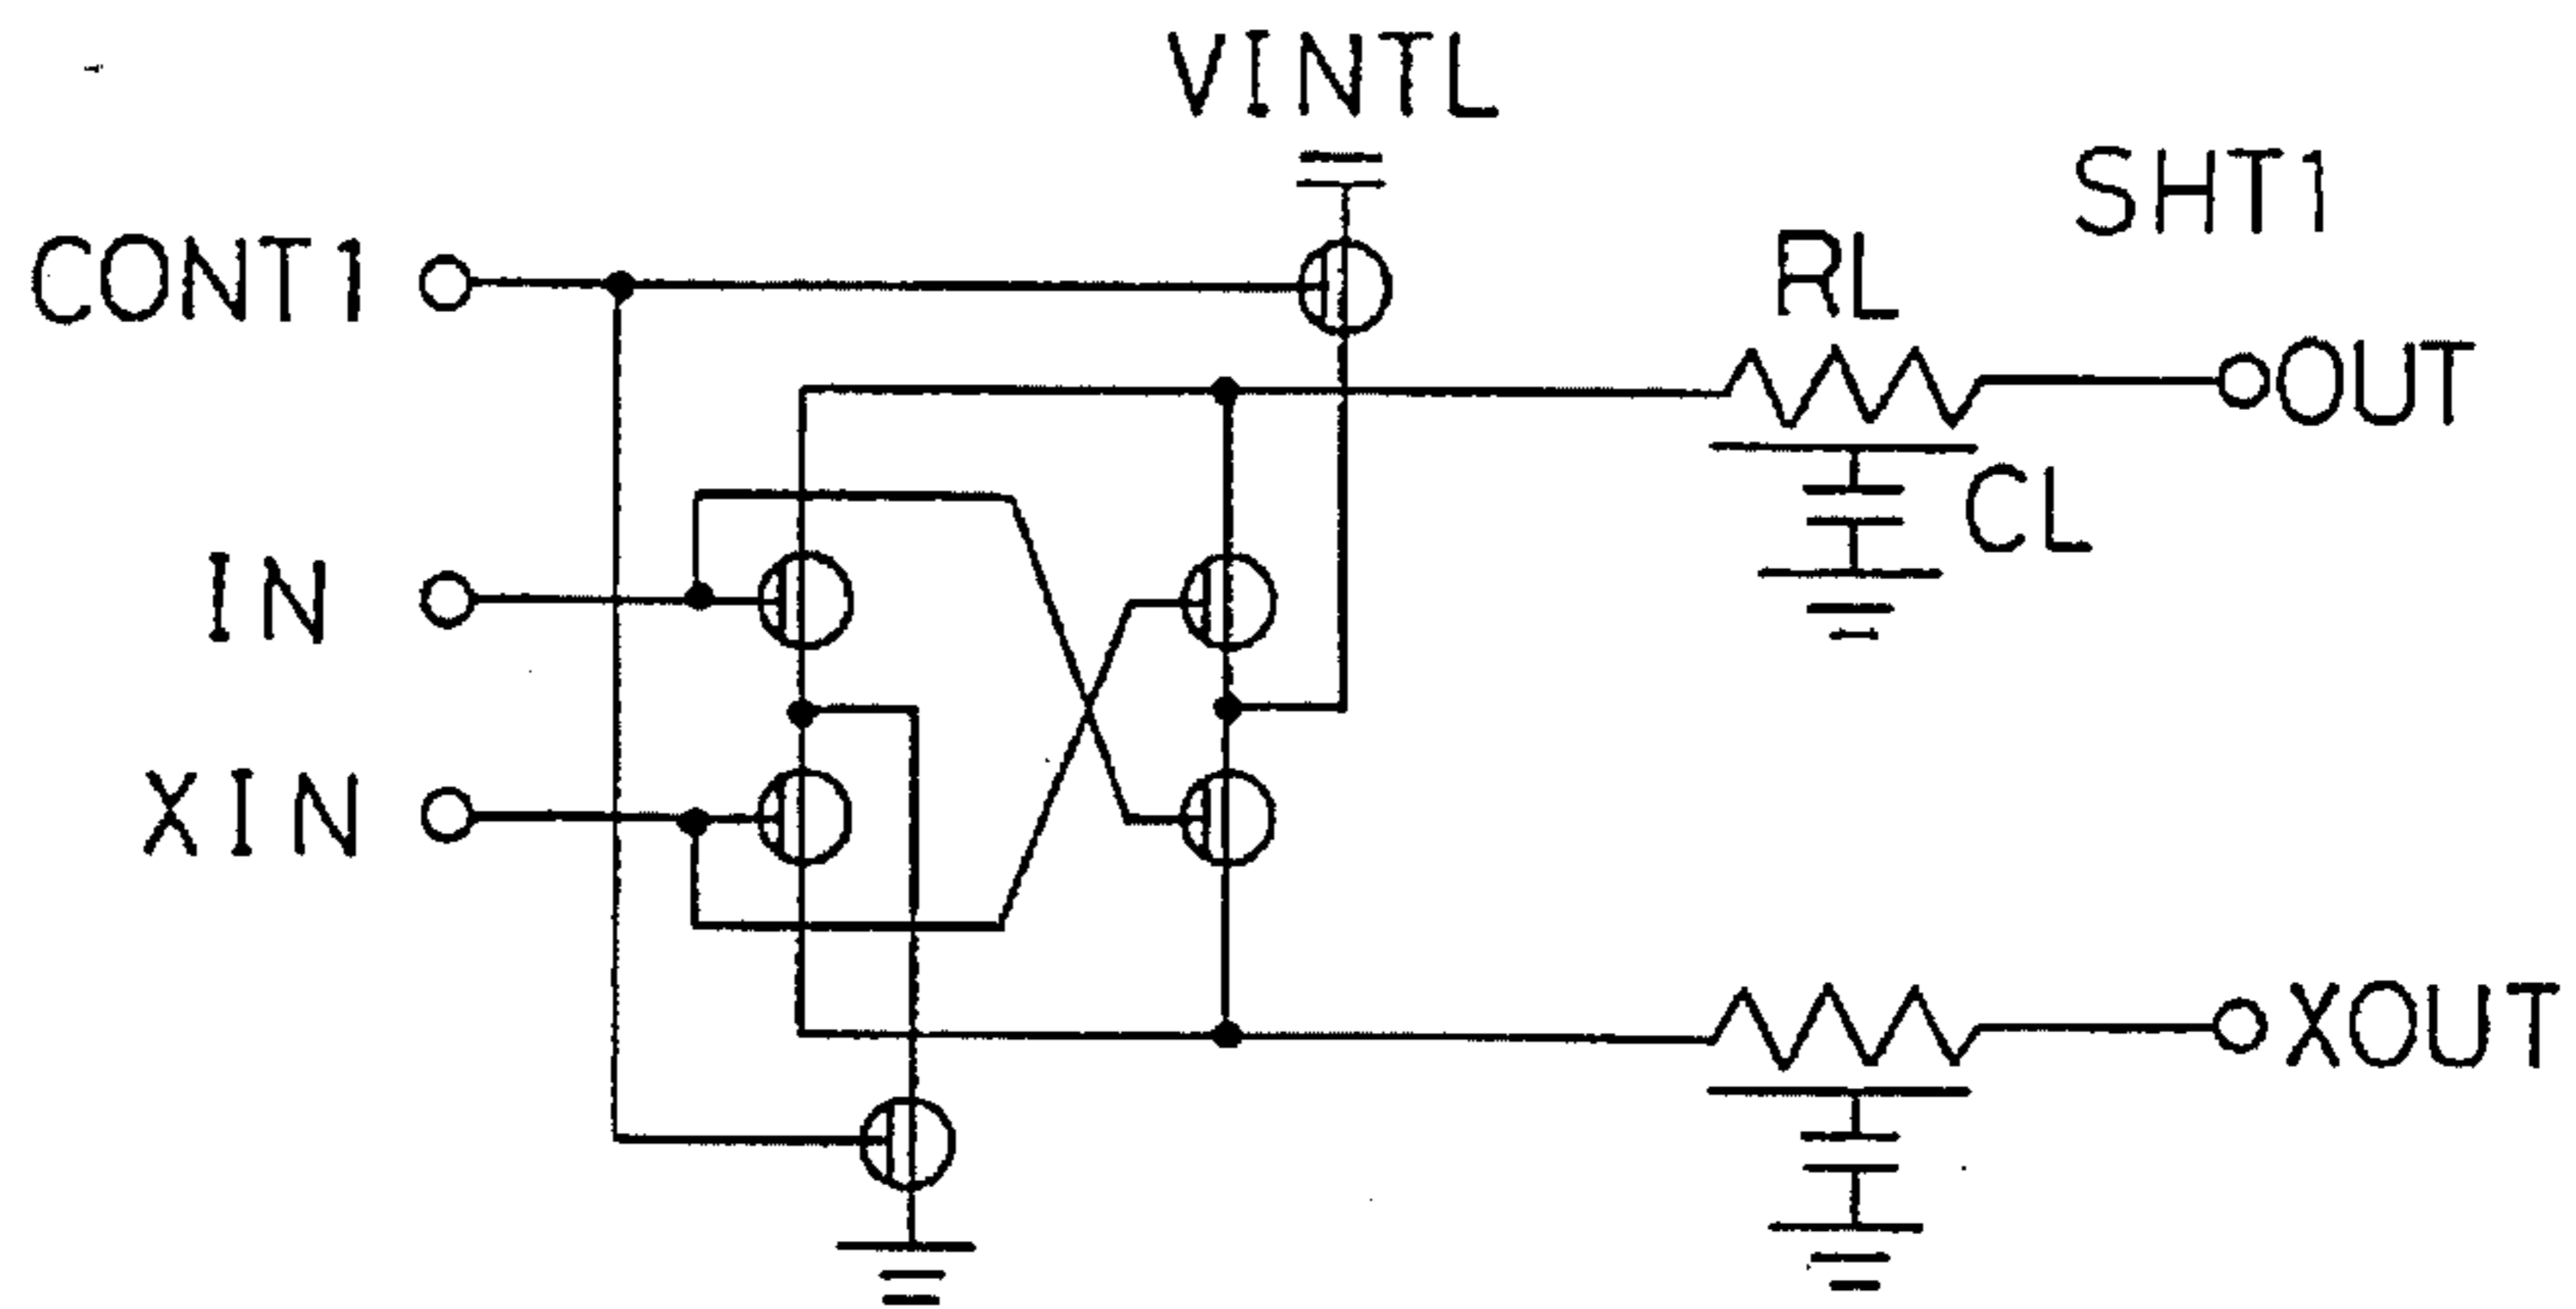 VINTL
SHT1
CONT1
RL
OUT
CL
IN
XIN
XOUT